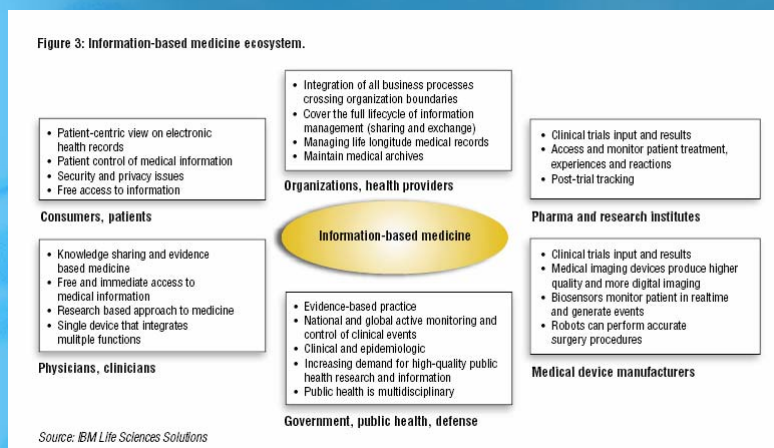 Figure 3: Information-based medicine ecosystem.
• Patient-centric view on electronic
health records
• Patient control of medical information
• Security and privacy issues
• Free access to information
Consumers, patients
• Integration of all business processes
crossing organization boundaries
• Cover the full lifecycle of information
management (sharing and exchange)
• Managing life longitude medical records
• Maintain medical archives
Organizations, health providers
• Clinical trials input and results
• Access and monitor patient treatment,
experiences and reactions
• Post-trial tracking
Pharma and research institutes
Information-based medicine
• Knowledge sharing and evidence
based medicine
• Free and immediate access to
medical information
• Research based approach to medicine
• Single device that integrates
mulitple functions
Physicians, clinicians
• Evidence-based practice
• National and global active monitoring and
control of clinical events
• Clinical and epidemiologic
• Increasing demand for high-quality public
health research and information
• Public health is multidisciplinary
Government, public health, defense
• Clinical trials input and results
• Medical imaging devices produce higher
quality and more digital imaging
• Biosensors monitor patient in realtime
and generate events
• Robots can perform accurate
surgery procedures
Medical device manufacturers
Source: IBM Life Sciences Solutions